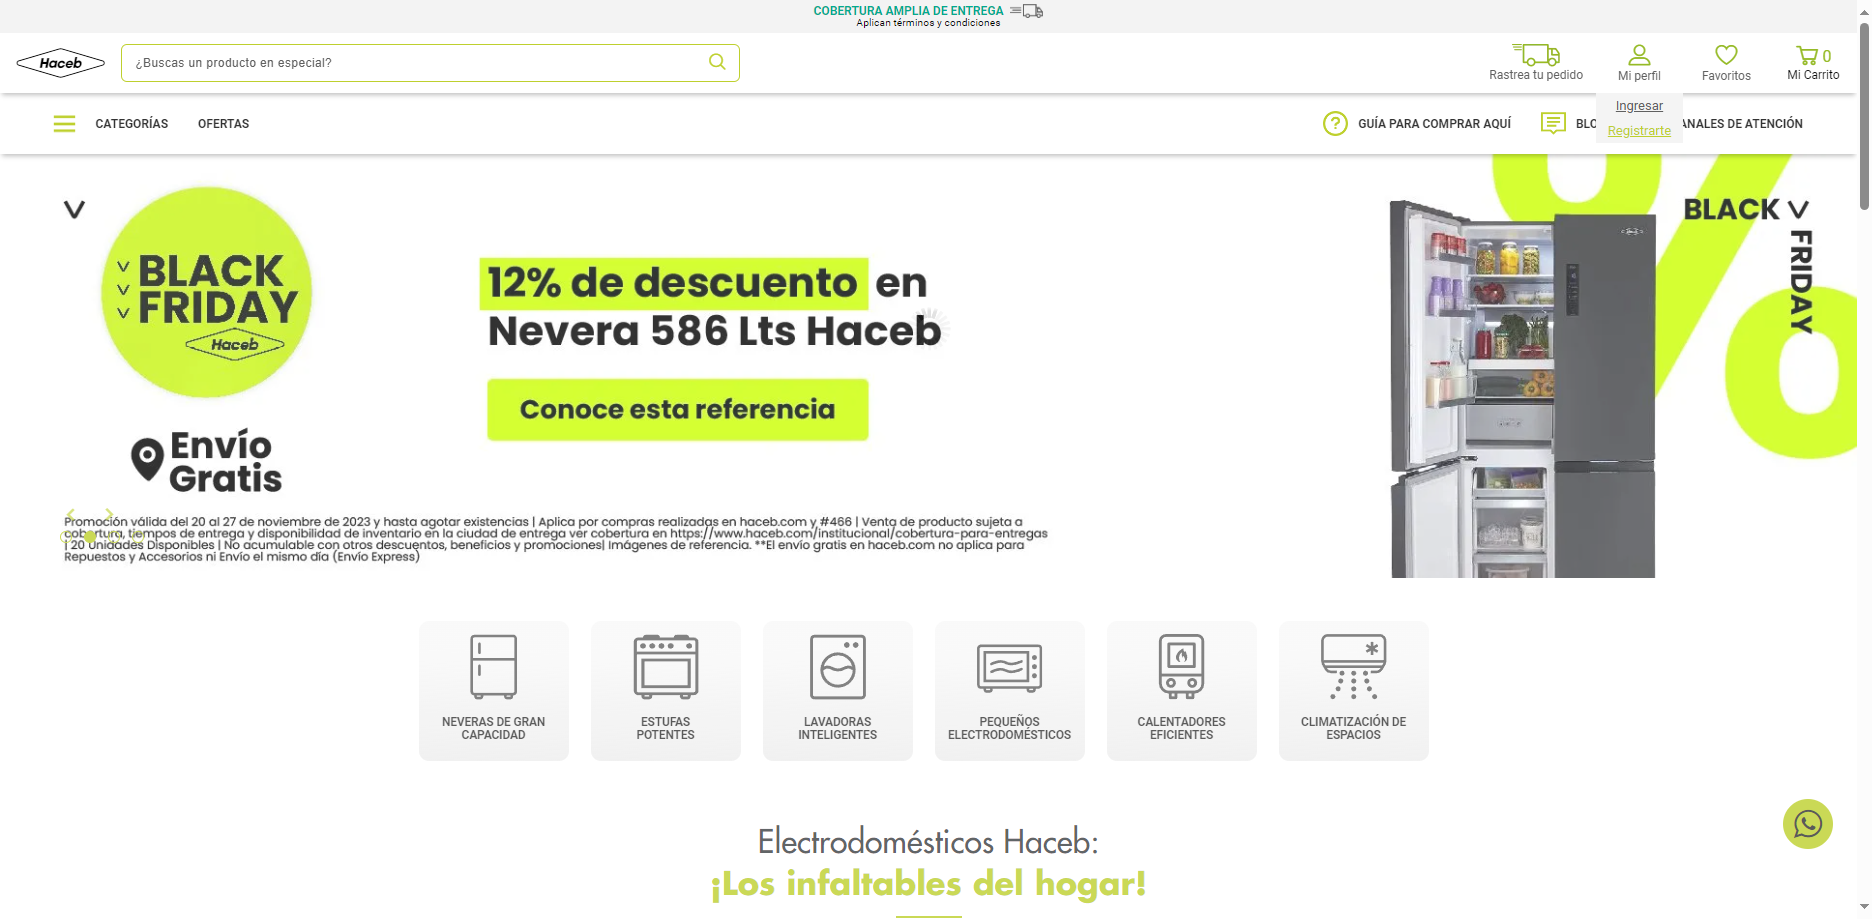 COBERTURA AMPLIA DE ENTREGA
Aplican términos y condiciones
Haceb
¿Buscas un producto en especial?
Rastrea tu pedido
Mi perfil
Favoritos
0
Mi Carrito
Ingresar
Registrarte
CATEGORÍAS
OFERTAS
GUÍA PARA COMPRAR AQUÍ
BLO
ANALES DE ATENCIÓN
BLACK
FRIDAY
Haceb
Envío
Gratis
12% de descuento en
Nevera 586 Lts Haceb
Conoce esta referencia
BLACK
FRIDAY
%
Promoción válida del 20 al 27 de noviembre de 2023 y hasta agotar existencias | Aplica por compras realizadas en haceb.com y #466 | Venta de producto sujeta a
cobertura, tiempos de entrega y disponibilidad de inventario en la ciudad de entrega ver cobertura en https://www.haceb.com/institucional/cobertura-para-entregas
| 20 Unidades Disponibles | No acumulable con otros descuentos, beneficios y promociones| Imágenes de referencia. **El envío gratis en haceb.com no aplica para
Repuestos y Accesorios ni Envío el mismo día (Envío Express)
NEVERAS DE GRAN
CAPACIDAD
ESTUFAS
POTENTES
LAVADORAS
INTELIGENTES
PEQUEÑOS
ELECTRODOMÉSTICOS
CALENTADORES
EFICIENTES
CLIMATIZACIÓN DE
ESPACIOS
Electrodomésticos Haceb:
¡Los infaltables del hogar!